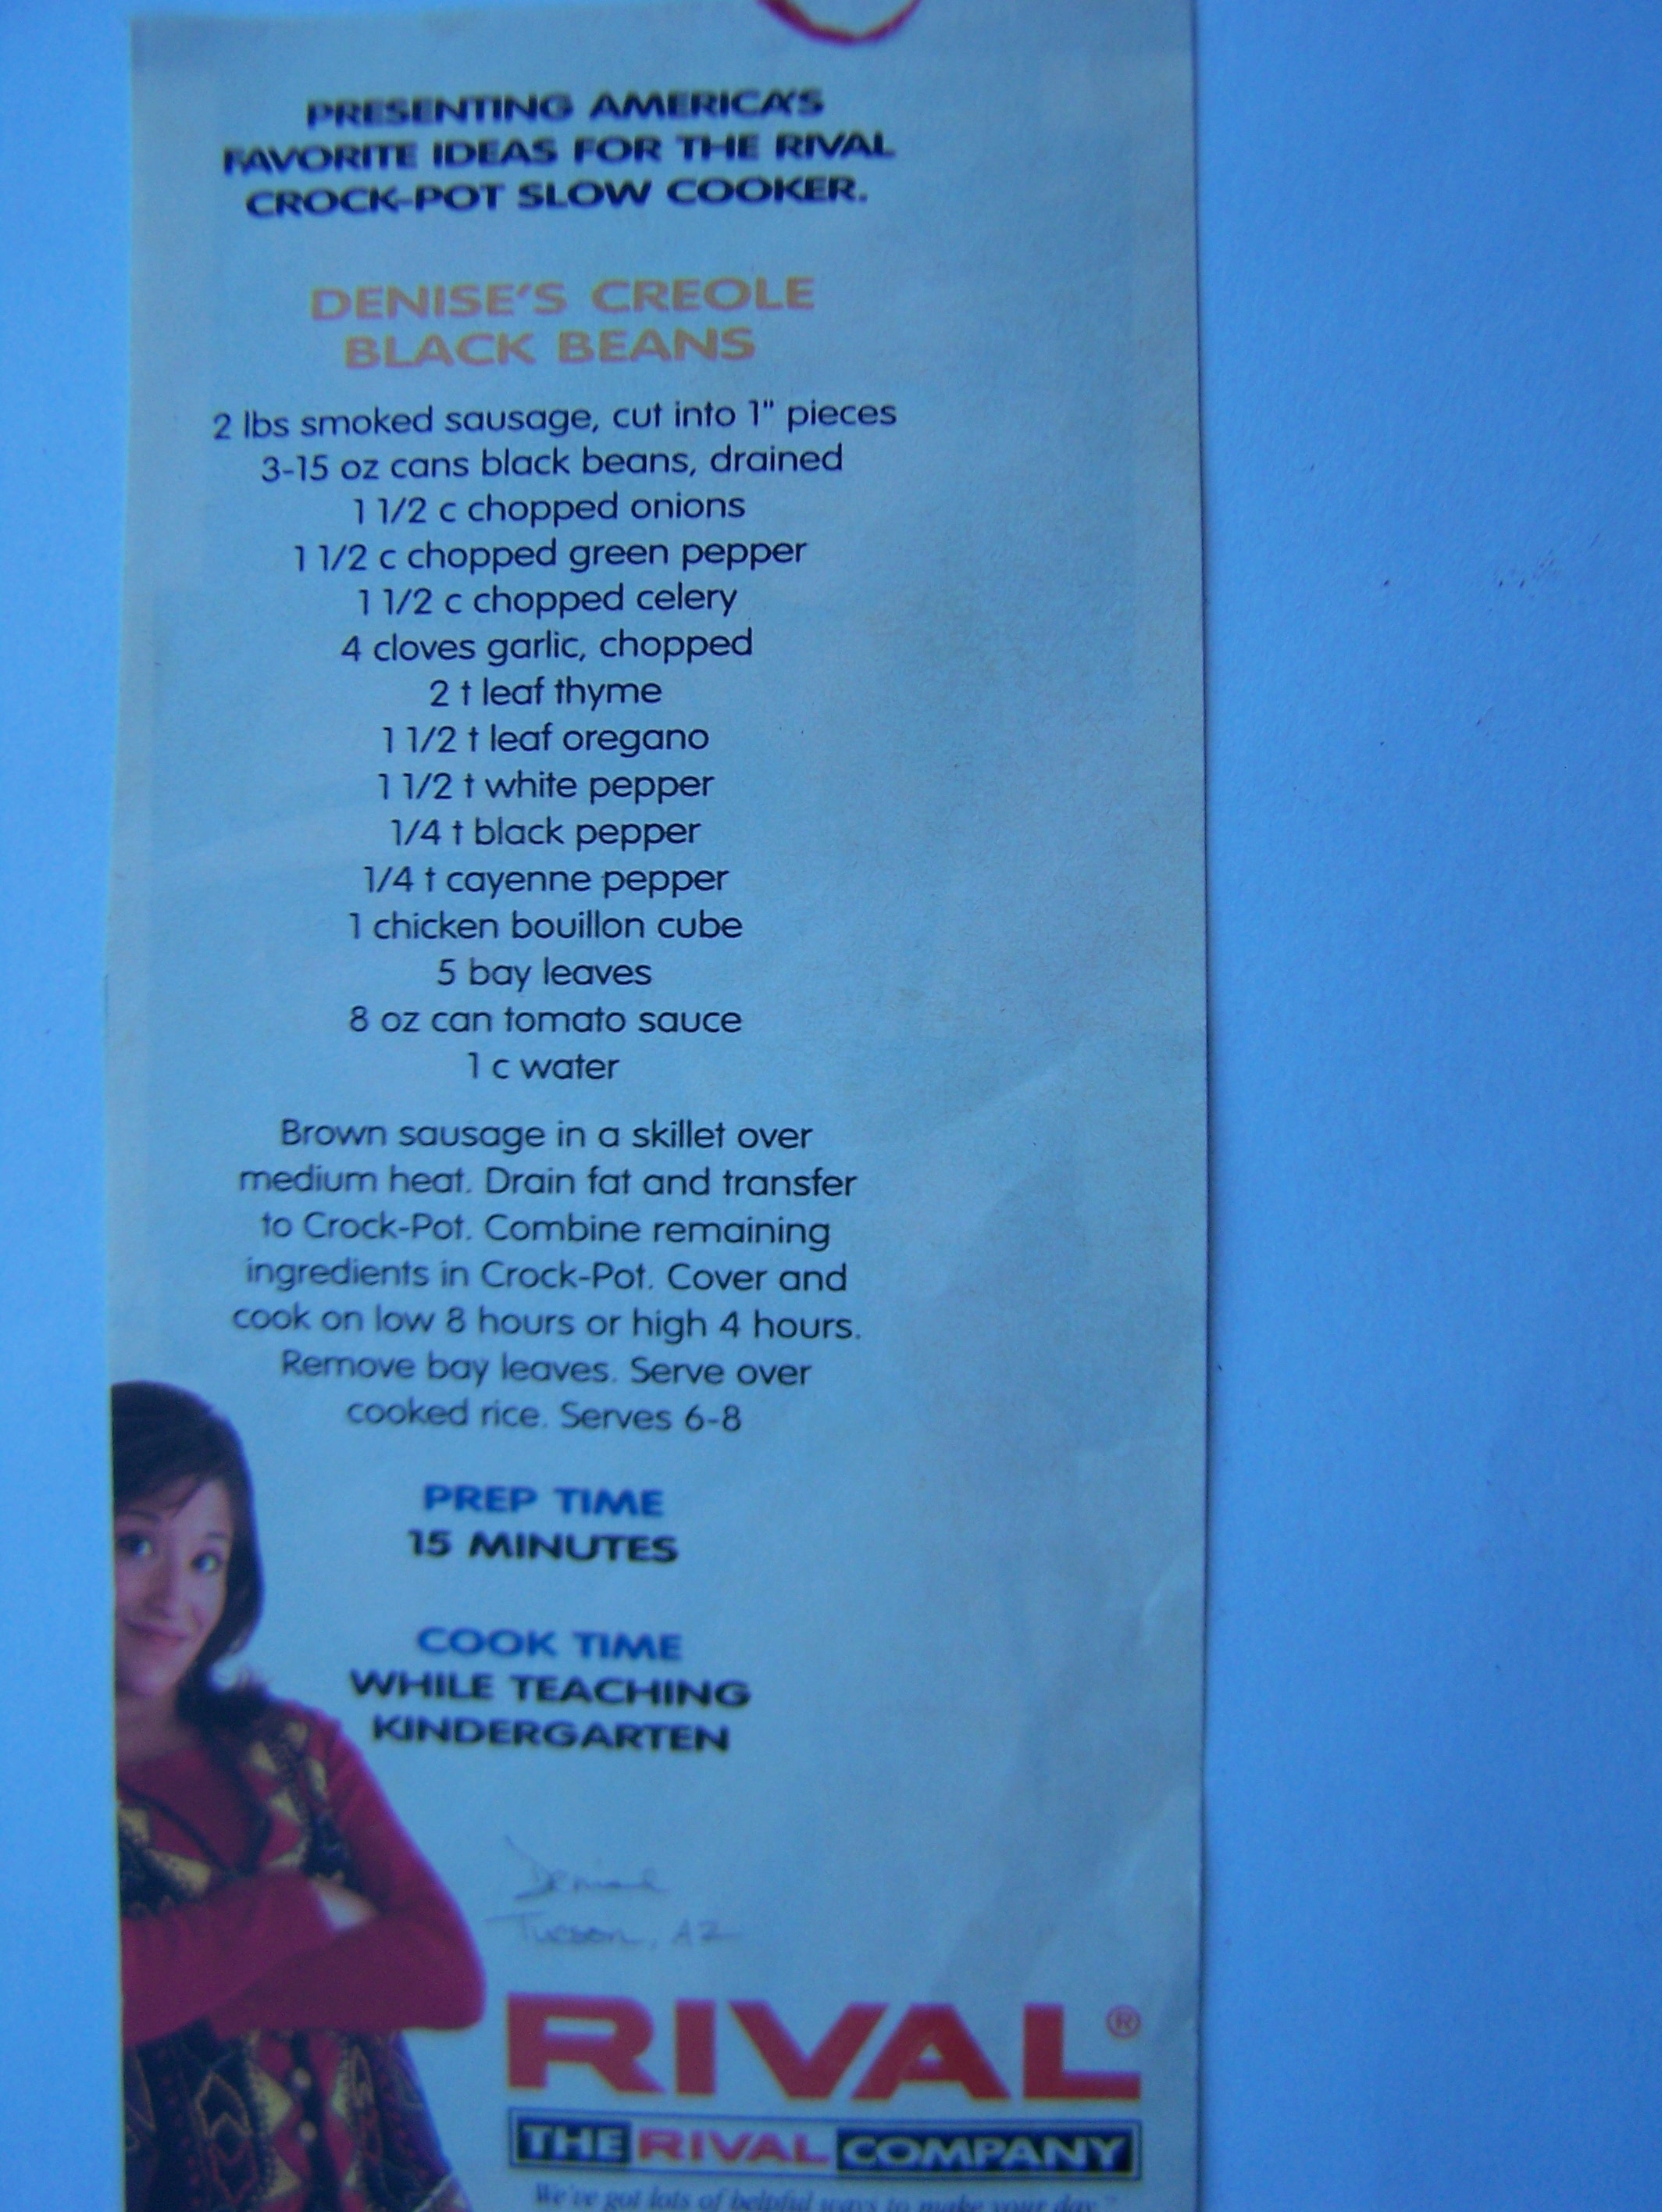 PRESENTING AMERICA'S
FAVORITE IDEAS FOR THE RIVAL
CROCK-POT SLOW COOKER.
DENISE'S CREOLE
BLACK BEANS
2 lbs smoked sausage, cut into 1" pieces
3-15 oz cans black beans, drained
1 1/2 c chopped onions
1 1/2 c chopped green pepper
1 1/2 c chopped celery
4 cloves garlic, chopped
2 t leaf thyme
1 1/2 t leaf oregano
1 1/2 t white pepper
1/4 t black pepper
1/4 t cayenne pepper
1 chicken bouillon cube
5 bay leaves
8 oz can tomato sauce
1 c water
Brown sausage in a skillet over
medium heat. Drain fat and transfer
to Crock-Pot. Combine remaining
ingredients in Crock-Pot. Cover and
cook on low 8 hours or high 4 hours.
Remove bay leaves. Serve over
cooked rice. Serves 6-8
PREP TIME
15 MINUTES
COOK TIME
WHILE TEACHING
KINDERGARTEN
Denise
Tucson, AZ
RIVAL®
THE RIVAL COMPANY
We've got lots of helpful ways to make your day.™